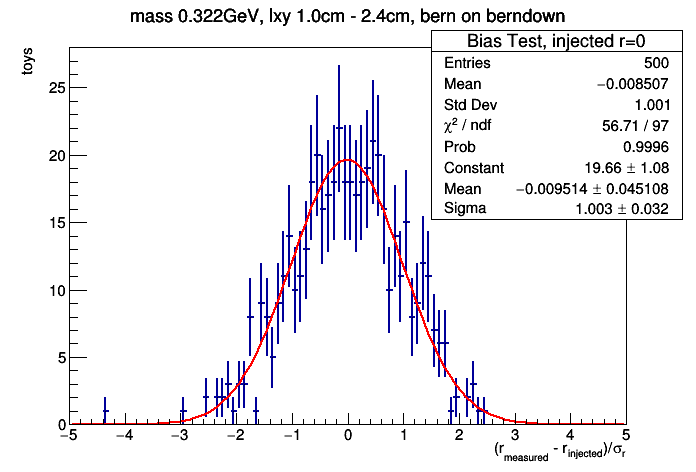 mass 0.322GeV, lxy 1.0cm - 2.4cm, bern on berndown
toys
Bias Test, injected r=0
Entries 500
Mean −0.008507
Std Dev 1.001
χ² / ndf 56.71 / 97
Prob 0.9996
Constant 19.66 ± 1.08
Mean −0.009514 ± 0.045108
Sigma 1.003 ± 0.032
25
20
15
10
5
0
−5 −4 −3 −2 −1 0 1 2 3 4 5
(r_measured - r_injected)/σ_r